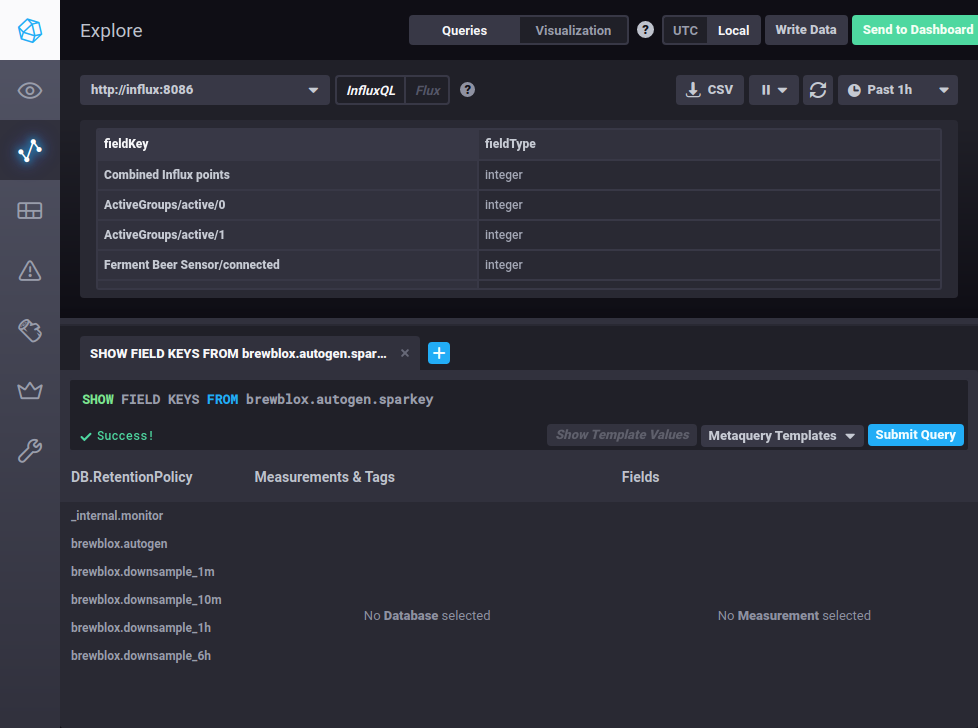 Explore
Queries
Visualization
?
UTC
Local
Write Data
Send to Dashboard
http://influx:8086
InfluxQL
Flux
?
CSV
Past 1h
fieldKey
fieldType
Combined Influx points
integer
ActiveGroups/active/0
integer
ActiveGroups/active/1
integer
Ferment Beer Sensor/connected
integer
SHOW FIELD KEYS FROM brewblox.autogen.spar...
SHOW FIELD KEYS FROM brewblox.autogen.sparkey
Success!
Show Template Values
Metaquery Templates
Submit Query
DB.RetentionPolicy
Measurements & Tags
Fields
_internal.monitor
brewblox.autogen
brewblox.downsample_1m
brewblox.downsample_10m
brewblox.downsample_1h
brewblox.downsample_6h
No Database selected
No Measurement selected